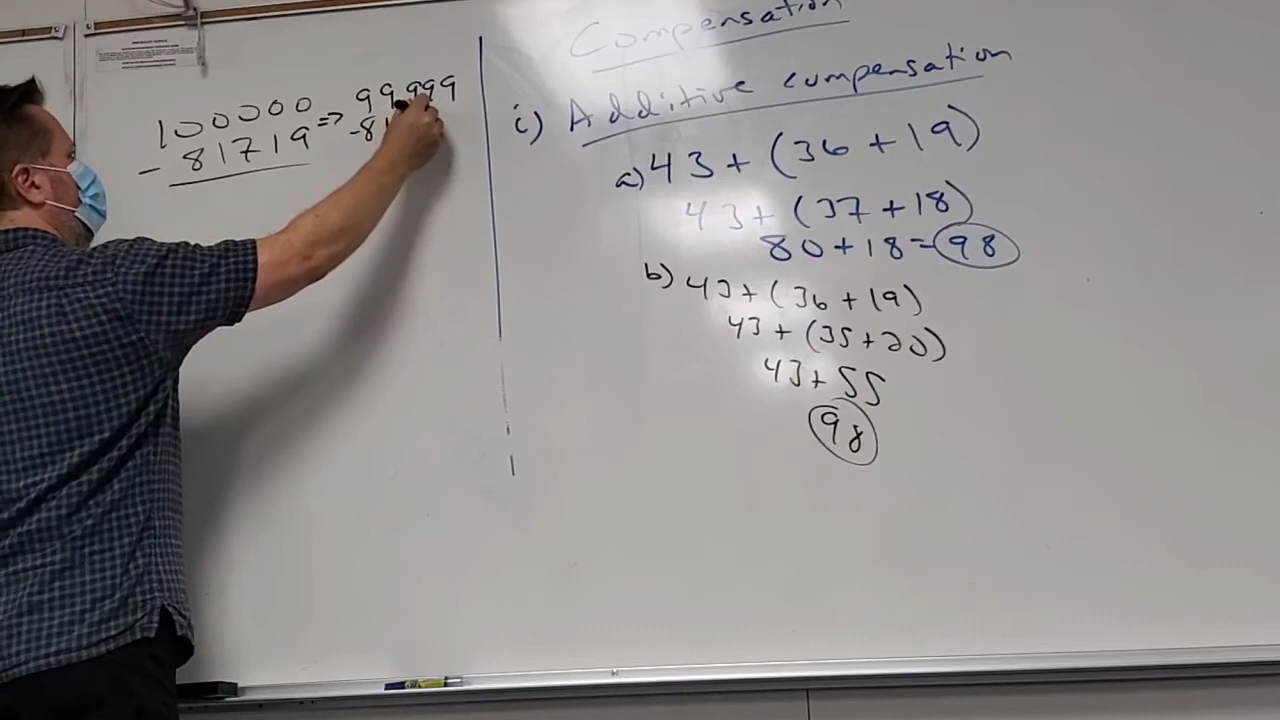 100000 => 99,999
- 81719 -81
Compensation
i) Additive compensation
a) 43 + (36 + 19)
43 + (37 + 18)
80 + 18 = 98
b) 43 + (36 + 19)
43 + (35 + 20)
43 + 55
98